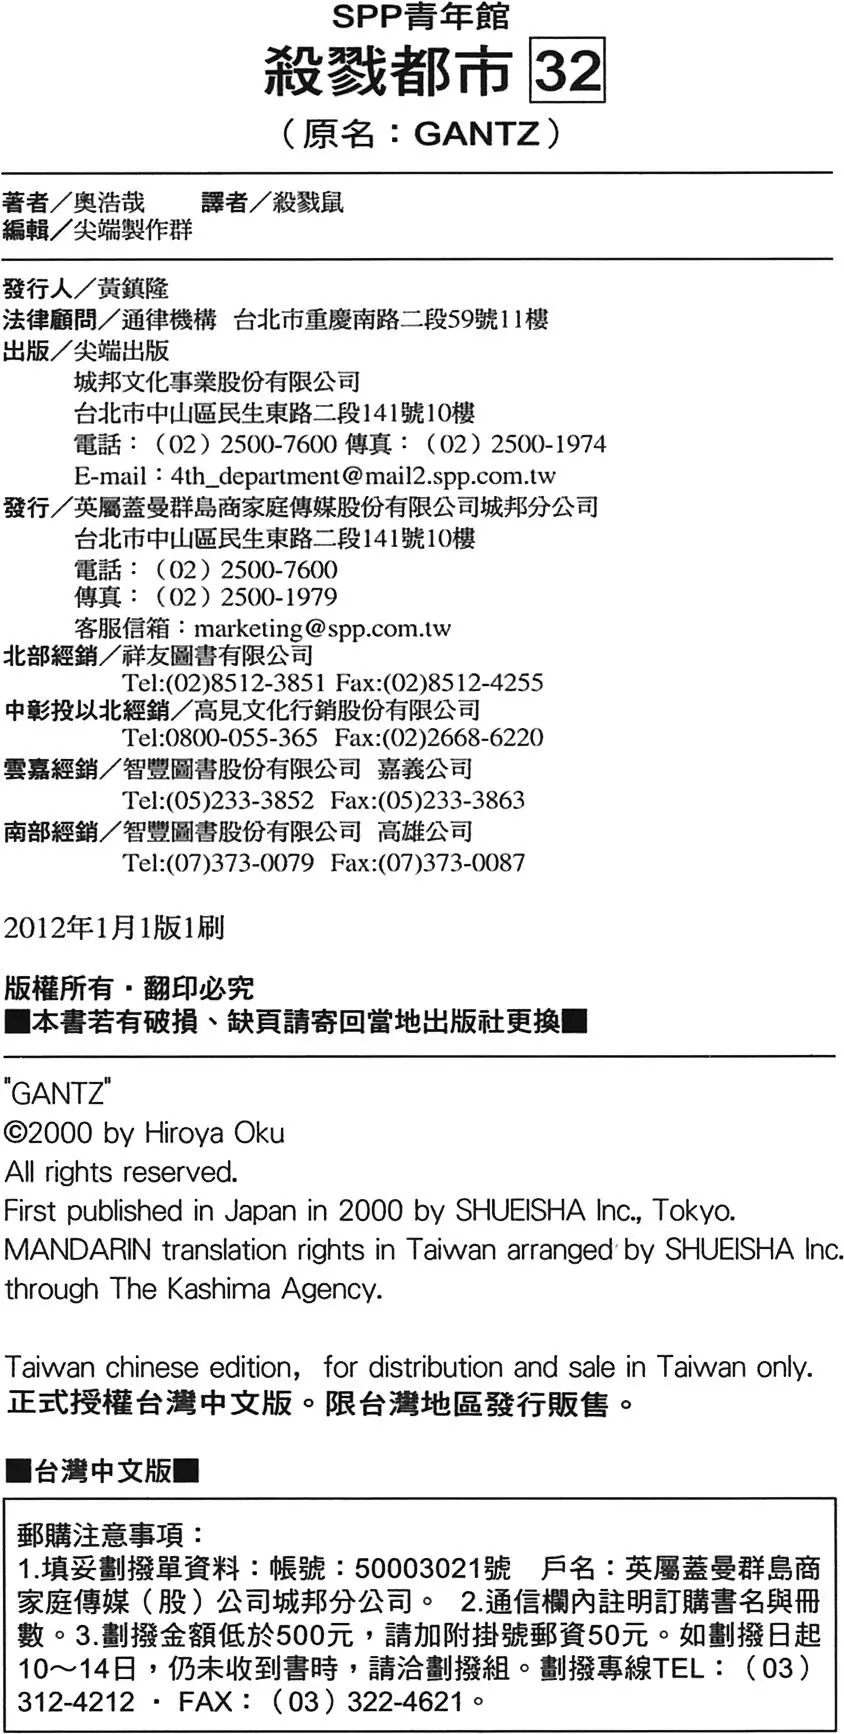 SPP青年館
殺戮都市 32
（原名：GANTZ）
著者／奧浩哉 譯者／殺戮鼠
編輯／尖端製作群
發行人／黃鎮隆
法律顧問／通律機構 台北市重慶南路二段59號11樓
出版／尖端出版
城邦文化事業股份有限公司
台北市中山區民生東路二段141號10樓
電話：（02）2500-7600 傳真：（02）2500-1974
E-mail：4th_department@mail2.spp.com.tw
發行／英屬蓋曼群島商家庭傳媒股份有限公司城邦分公司
台北市中山區民生東路二段141號10樓
電話：（02）2500-7600
傳真：（02）2500-1979
客服信箱：marketing@spp.com.tw
北部經銷／祥友圖書有限公司
Tel:(02)8512-3851 Fax:(02)8512-4255
中彰投以北經銷／高見文化行銷股份有限公司
Tel:0800-055-365 Fax:(02)2668-6220
雲嘉經銷／智豐圖書股份有限公司 嘉義公司
Tel:(05)233-3852 Fax:(05)233-3863
南部經銷／智豐圖書股份有限公司 高雄公司
Tel:(07)373-0079 Fax:(07)373-0087
2012年1月1版1刷
版權所有・翻印必究
■本書若有破損、缺頁請寄回當地出版社更換■
"GANTZ"
©2000 by Hiroya Oku
All rights reserved.
First published in Japan in 2000 by SHUEISHA Inc., Tokyo.
MANDARIN translation rights in Taiwan arranged by SHUEISHA Inc.
through The Kashima Agency.
Taiwan chinese edition, for distribution and sale in Taiwan only.
正式授權台灣中文版。限台灣地區發行販售。
■台灣中文版■
郵購注意事項：
1.填妥劃撥單資料：帳號：50003021號 戶名：英屬蓋曼群島商
家庭傳媒（股）公司城邦分公司。 2.通信欄內註明訂購書名與冊
數。3.劃撥金額低於500元，請加附掛號郵資50元。如劃撥日起
10～14日，仍未收到書時，請洽劃撥組。劃撥專線TEL：（03）
312-4212 ・ FAX：（03）322-4621。